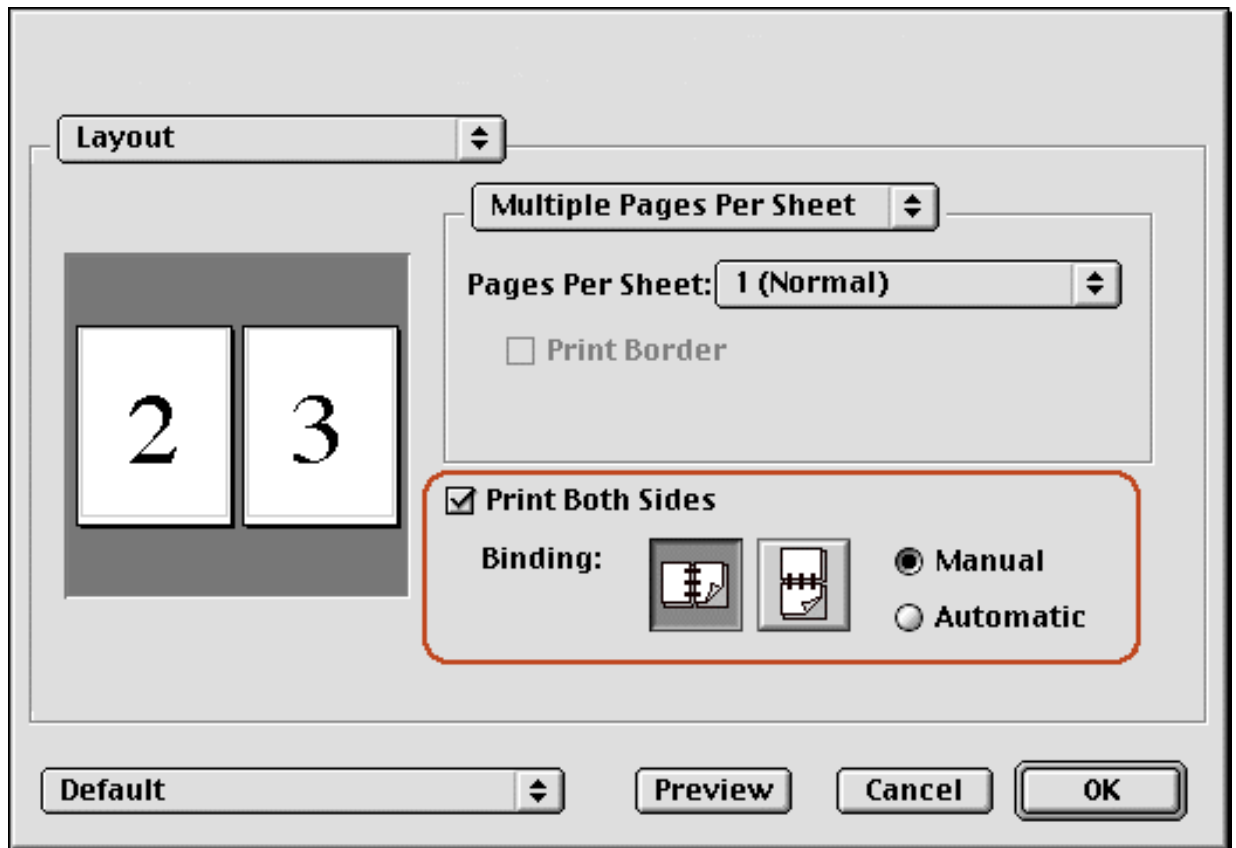 Layout
Multiple Pages Per Sheet
Pages Per Sheet: 1 (Normal)
Print Border
2 3
Print Both Sides
Binding:
Manual
Automatic
Default Preview Cancel OK